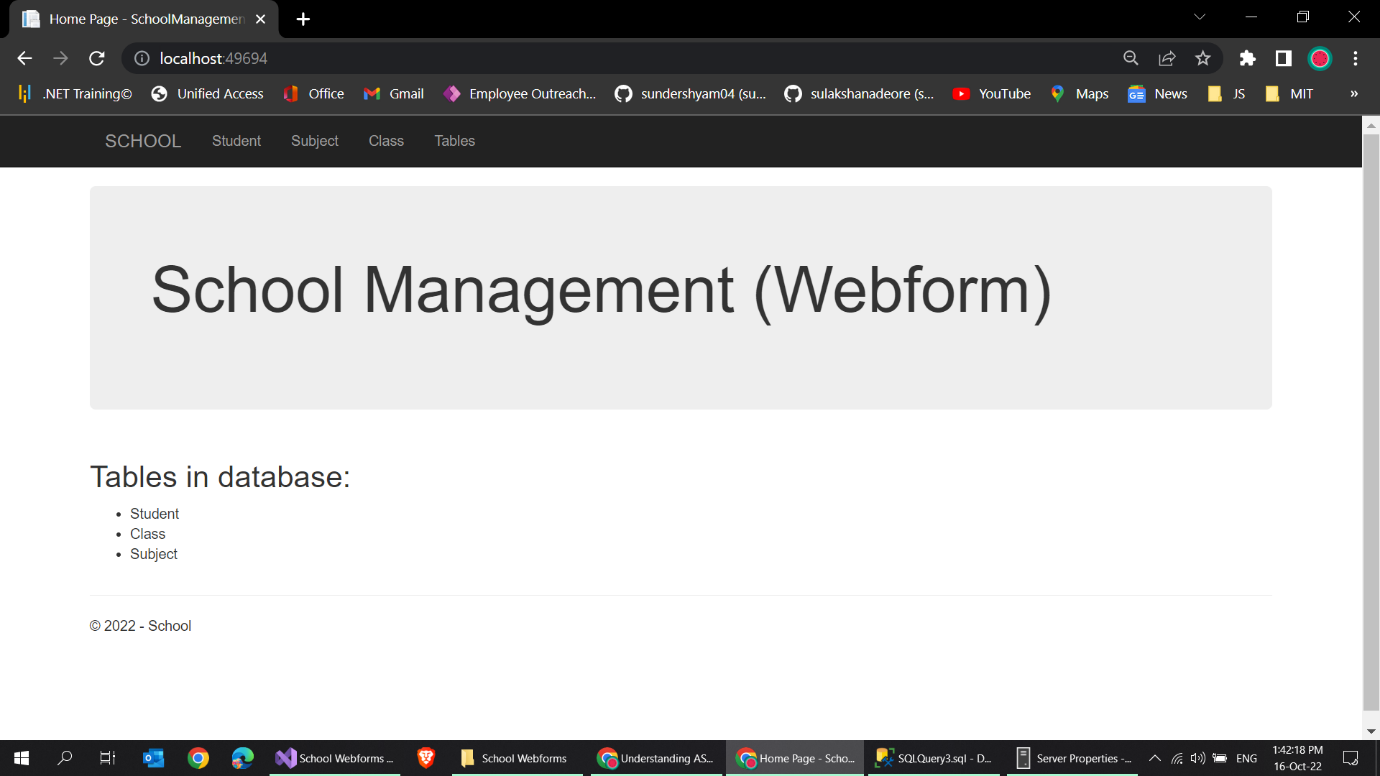 Home Page - SchoolManagemen
localhost:49694
.NET Training© Unified Access Office Gmail Employee Outreach... sundershyam04 (su... sulakshanadeore (s... YouTube Maps GE News JS MIT »
SCHOOL Student Subject Class Tables
School Management (Webform)
Tables in database:
• Student
• Class
• Subject
© 2022 - School
School Webforms ... School Webforms Understanding AS... Home Page - Scho... SQLQuery3.sql - D... Server Properties -... ENG 1:42:18 PM
16-Oct-22